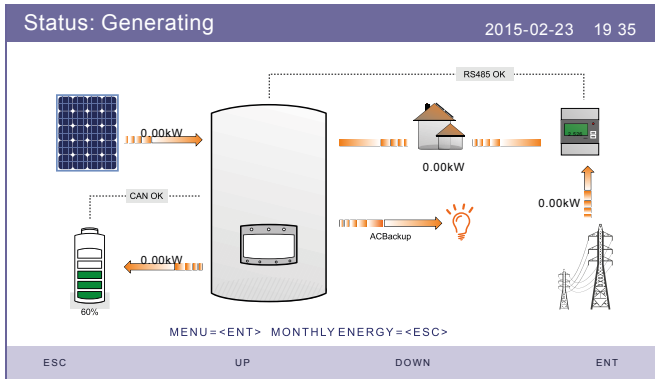 Status: Generating
2015-02-23 19 35
RS485 OK
0.00kW
0.00kW
CAN OK
0.00kW
ACBackup
0.00kW
60%
MENU=<ENT> MONTHLY ENERGY=<ESC>
ESC UP DOWN ENT